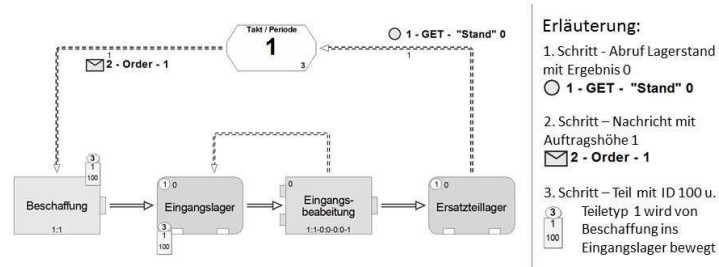 Takt / Periode
1
3
1 - GET - "Stand" 0
1
1
2 - Order - 1
3
1
100
Beschaffung
1:1
1 0
Eingangslager
3
1
100
0
Eingangs-
beabeitung
1:1-0:0-0:0-1
1 0
Ersatzteillager
Erläuterung:
1. Schritt - Abruf Lagerstand
mit Ergebnis 0
1 - GET - "Stand" 0
2. Schritt – Nachricht mit
Auftragshöhe 1
2 - Order - 1
3. Schritt – Teil mit ID 100 u.
3
1
100
Teiletyp 1 wird von
Beschaffung ins
Eingangslager bewegt